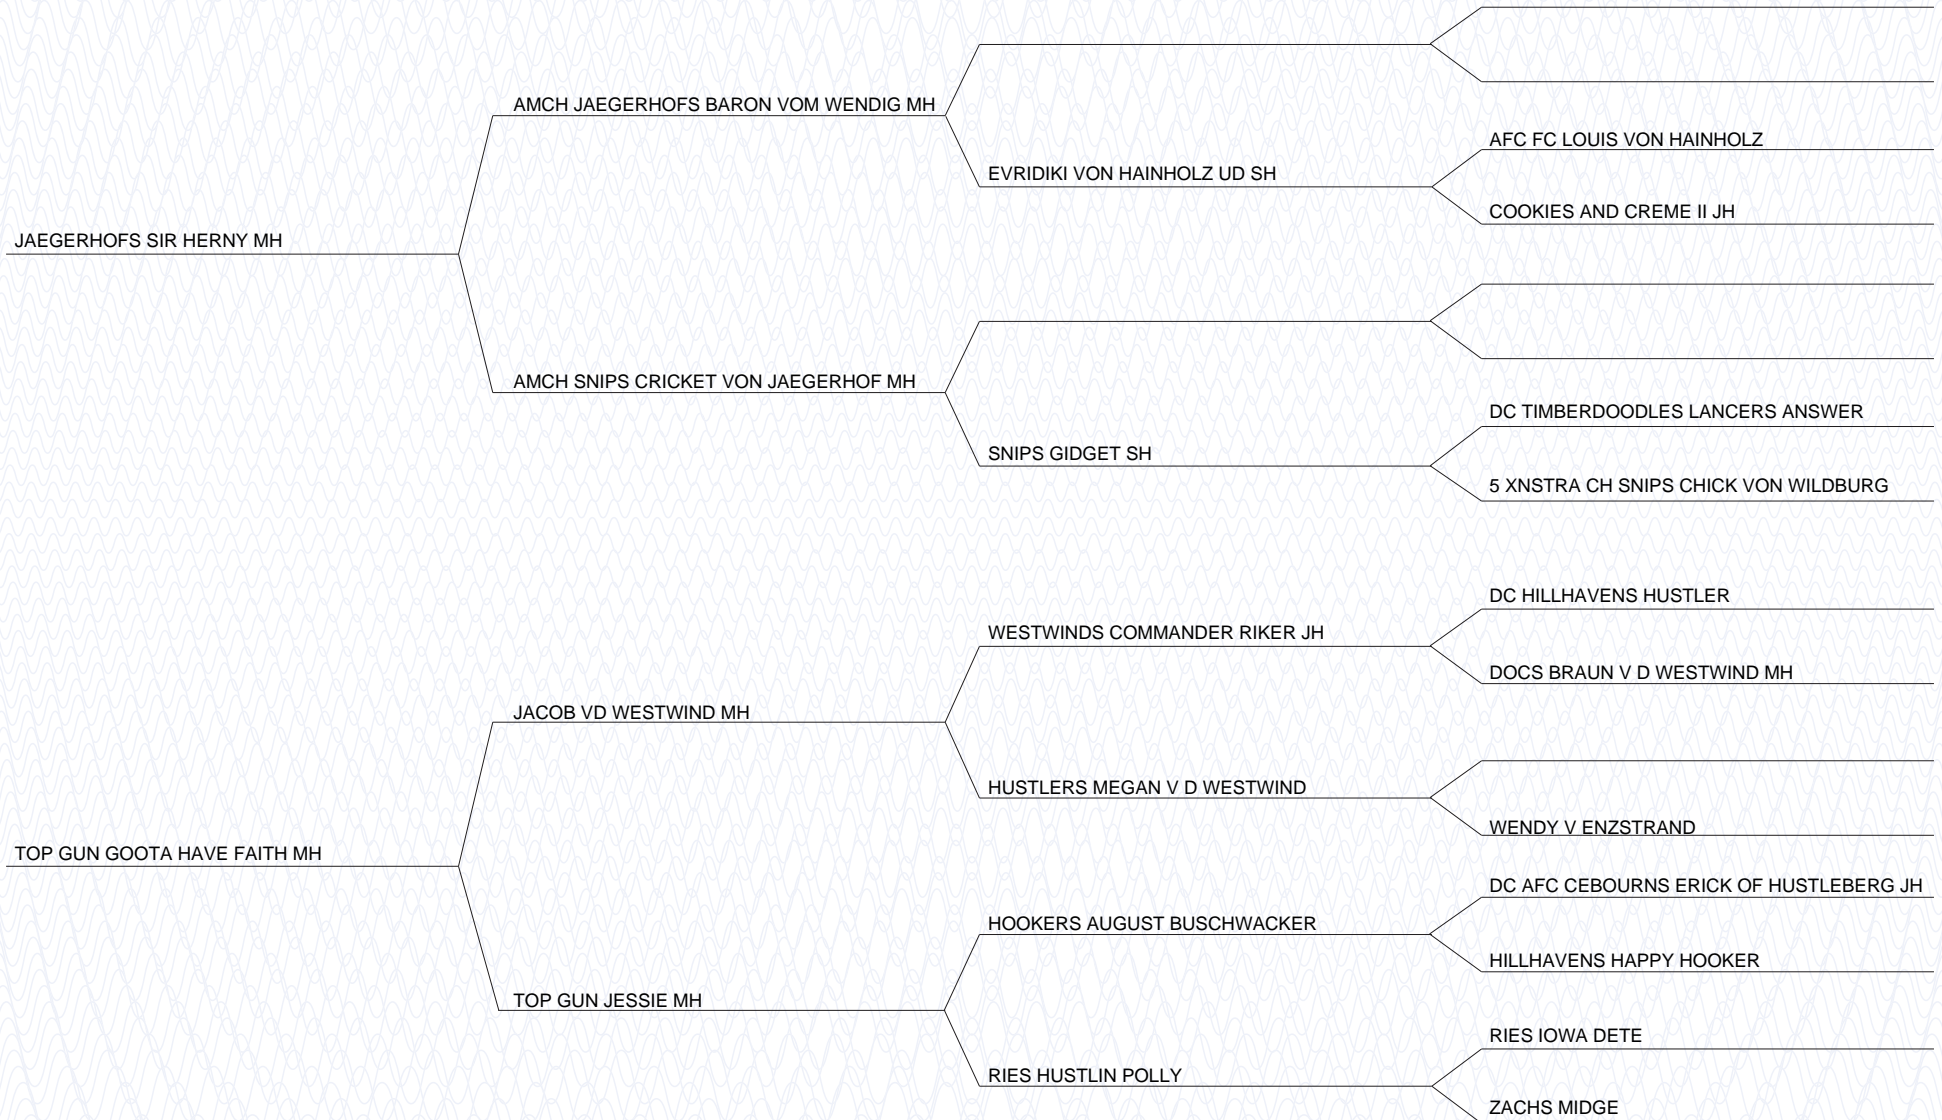 AMCH JAEGERHOFS BARON VOM WENDIG MH
AFC FC LOUIS VON HAINHOLZ
EVRIDIKI VON HAINHOLZ UD SH
COOKIES AND CREME II JH
JAEGERHOFS SIR HERNY MH
AMCH SNIPS CRICKET VON JAEGERHOF MH
DC TIMBERDOODLES LANCERS ANSWER
SNIPS GIDGET SH
5 XNSTRA CH SNIPS CHICK VON WILDBURG
DC HILLHAVENS HUSTLER
WESTWINDS COMMANDER RIKER JH
DOCS BRAUN V D WESTWIND MH
JACOB VD WESTWIND MH
HUSTLERS MEGAN V D WESTWIND
WENDY V ENZSTRAND
TOP GUN GOOTA HAVE FAITH MH
DC AFC CEBOURNS ERICK OF HUSTLEBERG JH
HOOKERS AUGUST BUSCHWACKER
HILLHAVENS HAPPY HOOKER
TOP GUN JESSIE MH
RIES IOWA DETE
RIES HUSTLIN POLLY
ZACHS MIDGE